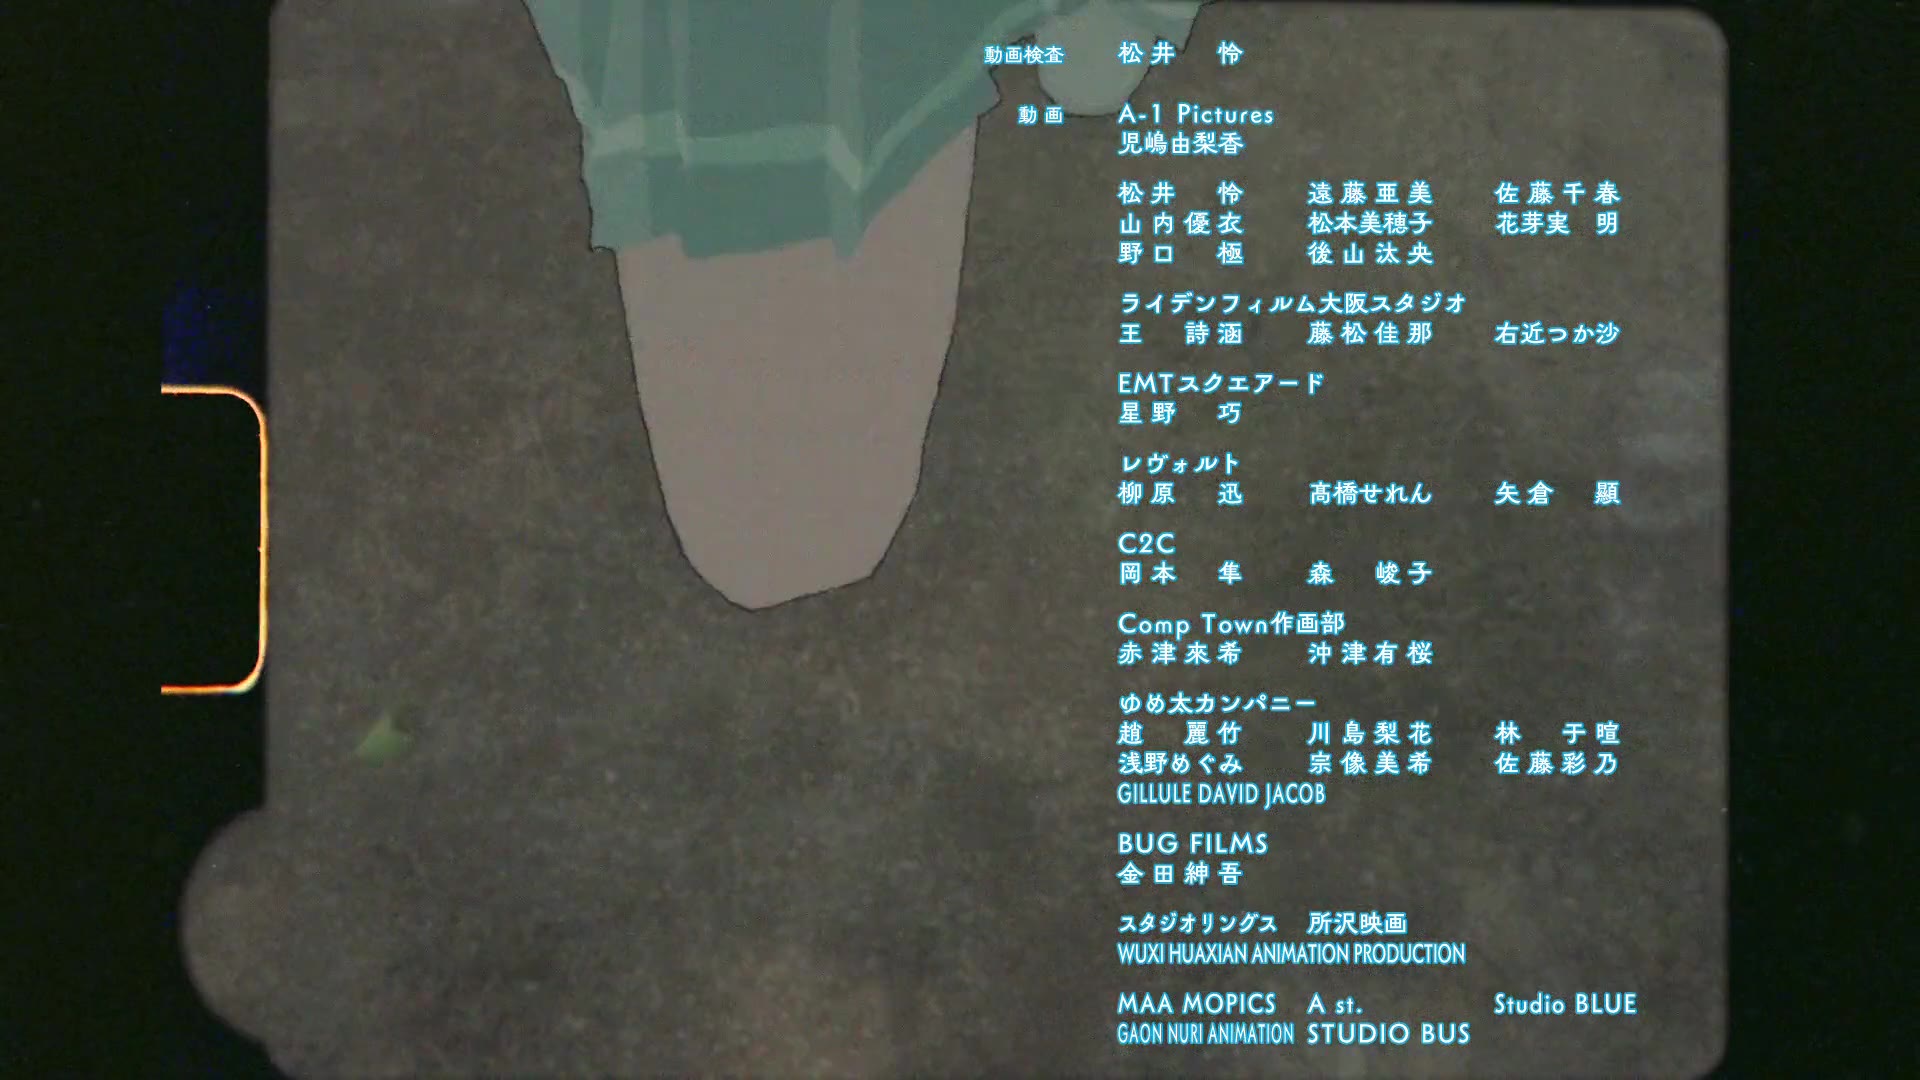 動画検査 松井 怜
動画 A-1 Pictures
児嶋由梨香
松井 怜 遠藤亜美 佐藤千春
山内優衣 松本美穂子 花芽実 明
野口 極 後山汰央
ライデンフィルム大阪スタジオ
王 詩涵 藤松佳那 右近つか沙
EMTスクエアード
星野 巧
レヴォルト
柳原 迅 髙橋せれん 矢倉 顯
C2C
岡本 隼 森 峻子
Comp Town作画部
赤津來希 沖津有桜
ゆめ太カンパニー
趙 麗竹 川島梨花 林 于暄
浅野めぐみ 宗像美希 佐藤彩乃
GILLULE DAVID JACOB
BUG FILMS
金田紳吾
スタジオリングス 所沢映画
WUXI HUAXIAN ANIMATION PRODUCTION
MAA MOPICS A st. Studio BLUE
GAON NURI ANIMATION STUDIO BUS